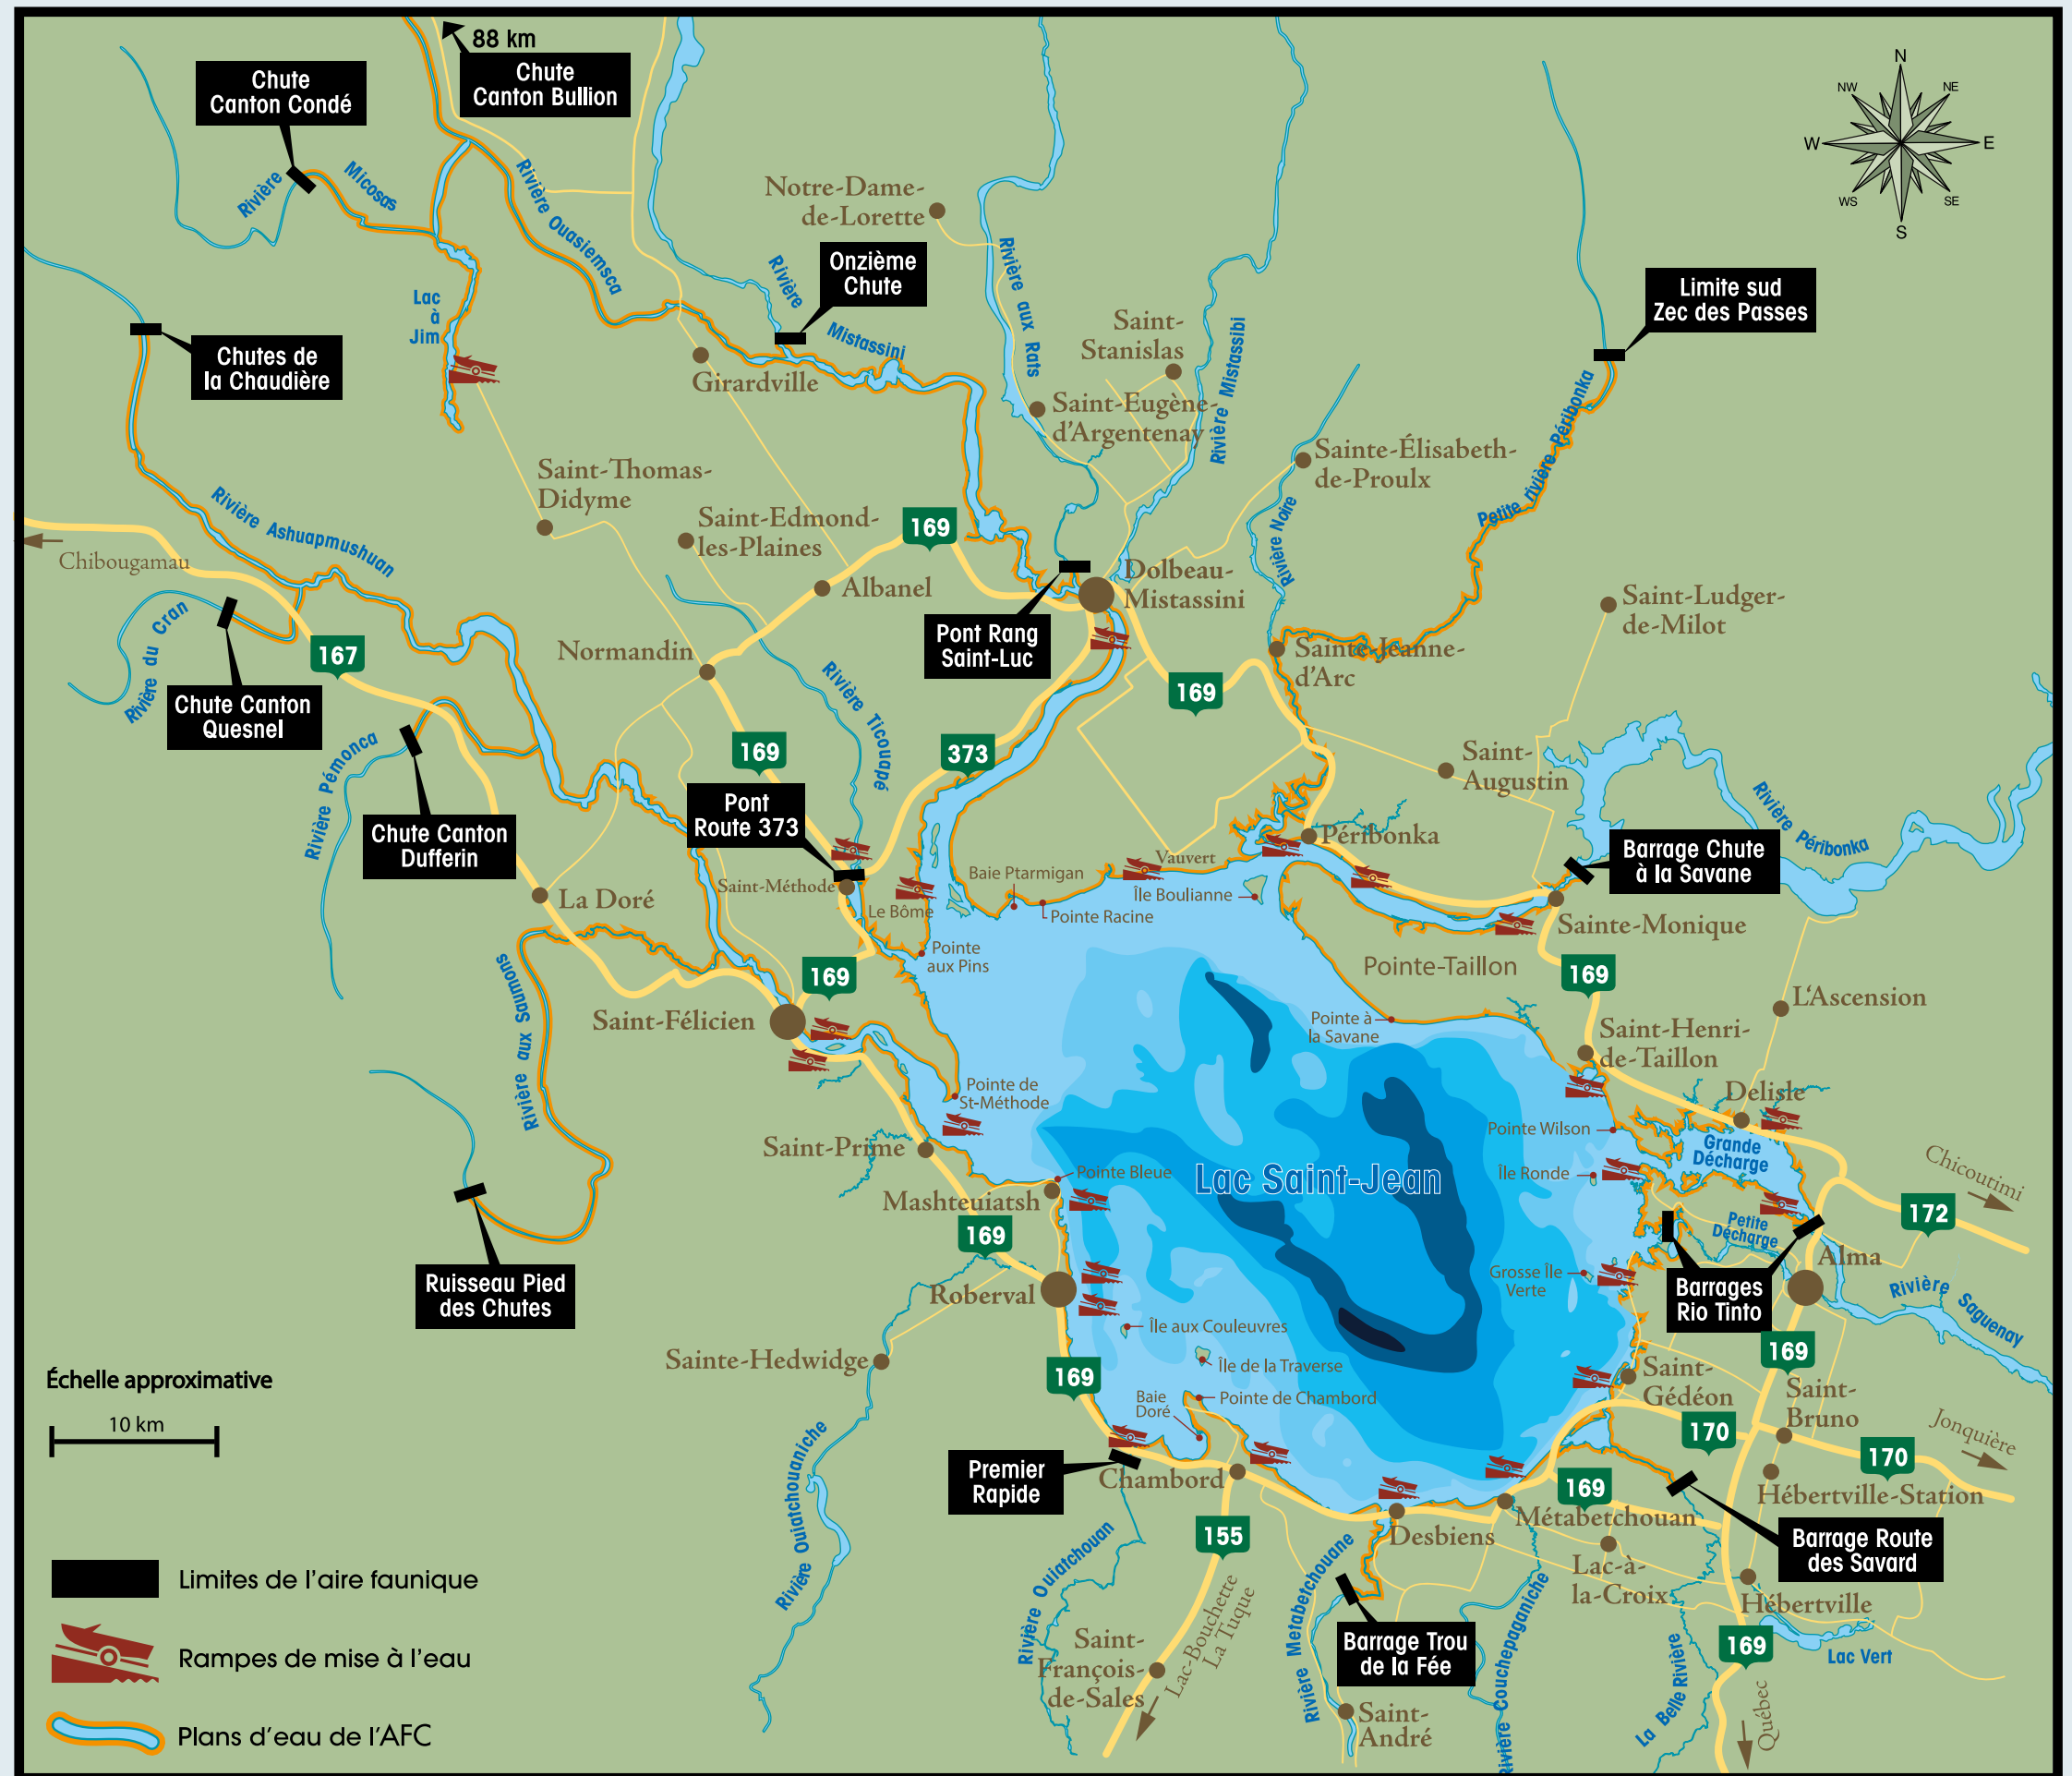 88 km
Chute
Canton Bullion
Chute
Canton Condé
N
NW
NE
W
E
WS
SE
S
Rivière
Micosas
Rivière Ouasiemsca
Notre-Dame-
de-Lorette
Rivière
Onzième
Chute
Mistassini
Rivière aux Rats
Saint-
Stanislas
Rivière Mistassibi
Limite sud
Zec des Passes
Lac
à
Jim
Chutes de
la Chaudière
Girardville
Saint-Eugène-
d'Argentenay
Petite rivière Péribonka
Sainte-Élisabeth-
de-Proulx
Saint-Thomas-
Didyme
Saint-Edmond-
les-Plaines
169
Rivière Ashuapmushuan
Rivière Noire
Chibougamau
Albanel
Dolbeau-
Mistassini
Saint-Ludger-
de-Milot
Rivière du Cran
167
Normandin
Pont Rang
Saint-Luc
Sainte-Jeanne-
d'Arc
Chute Canton
Quesnel
Rivière Ticouapé
169
Rivière Pémonca
169
373
Saint-
Augustin
Rivière Péribonka
Chute Canton
Dufferin
Pont
Route 373
Péribonka
Barrage Chute
à la Savane
Vauvert
Baie Ptarmigan
Île Boulianne
Saint-Méthode
La Doré
Le Bôme
Pointe Racine
Sainte-Monique
Pointe
aux Pins
Pointe-Taillon
169
169
Rivière aux Saumons
L'Ascension
Saint-Félicien
Pointe à
la Savane
Saint-Henri-
de-Taillon
Pointe de
St-Méthode
Delisle
Saint-Prime
Pointe Wilson
Grande
Décharge
Pointe Bleue
Lac Saint-Jean
Île Ronde
Chicoutimi
Mashteuiatsh
172
169
Petite
Décharge
Alma
Ruisseau Pied
des Chutes
Roberval
Grosse Île
Verte
Barrages
Rio Tinto
Rivière Saguenay
Île aux Couleuvres
Sainte-Hedwidge
Île de la Traverse
169
169
Saint-
Gédéon
Échelle approximative
10 km
Baie
Doré
Pointe de Chambord
Saint-
Bruno
170
Jonquière
170
Rivière Ouiatchouaniche
Premier
Rapide
Chambord
169
Hébertville-Station
Métabetchouan
Desbiens
155
Barrage Route
des Savard
Rivière Ouiatchouan
Rivière Metabetchouane
Lac-à-
la-Croix
Limites de l'aire faunique
Rivière Couchepaganiche
Hébertville
Lac-Bouchette
La Tuque
Saint-
François-
de-Sales
Barrage Trou
de la Fée
169
Lac Vert
Rampes de mise à l'eau
La Belle Rivière
Saint-
André
Québec
Plans d'eau de l'AFC